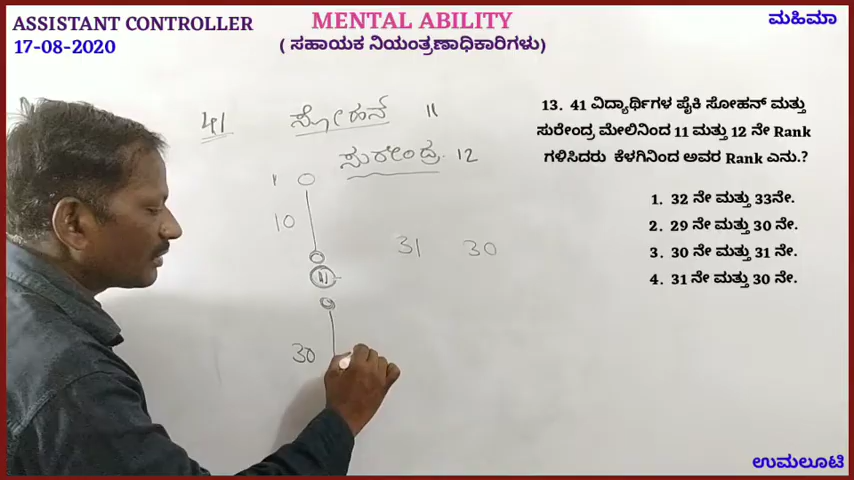 ASSISTANT CONTROLLER
17-08-2020
MENTAL ABILITY
( ಸಹಾಯಕ ನಿಯಂತ್ರಣಾಧಿಕಾರಿಗಳು)
ಮಹಿಮಾ
41 ಸೋಹನ್ 11
ಸುರೇಂದ್ರ. 12
1
10
31 30
11
30
13. 41 ವಿದ್ಯಾರ್ಥಿಗಳ ಪೈಕಿ ಸೋಹನ್ ಮತ್ತು
ಸುರೇಂದ್ರ ಮೇಲಿನಿಂದ 11 ಮತ್ತು 12 ನೇ Rank
ಗಳಿಸಿದರು ಕೆಳಗಿನಿಂದ ಅವರ Rank ಏನು.?
1. 32 ನೇ ಮತ್ತು 33ನೇ.
2. 29 ನೇ ಮತ್ತು 30 ನೇ.
3. 30 ನೇ ಮತ್ತು 31 ನೇ.
4. 31 ನೇ ಮತ್ತು 30 ನೇ.
ಉಮಲೂಟಿ